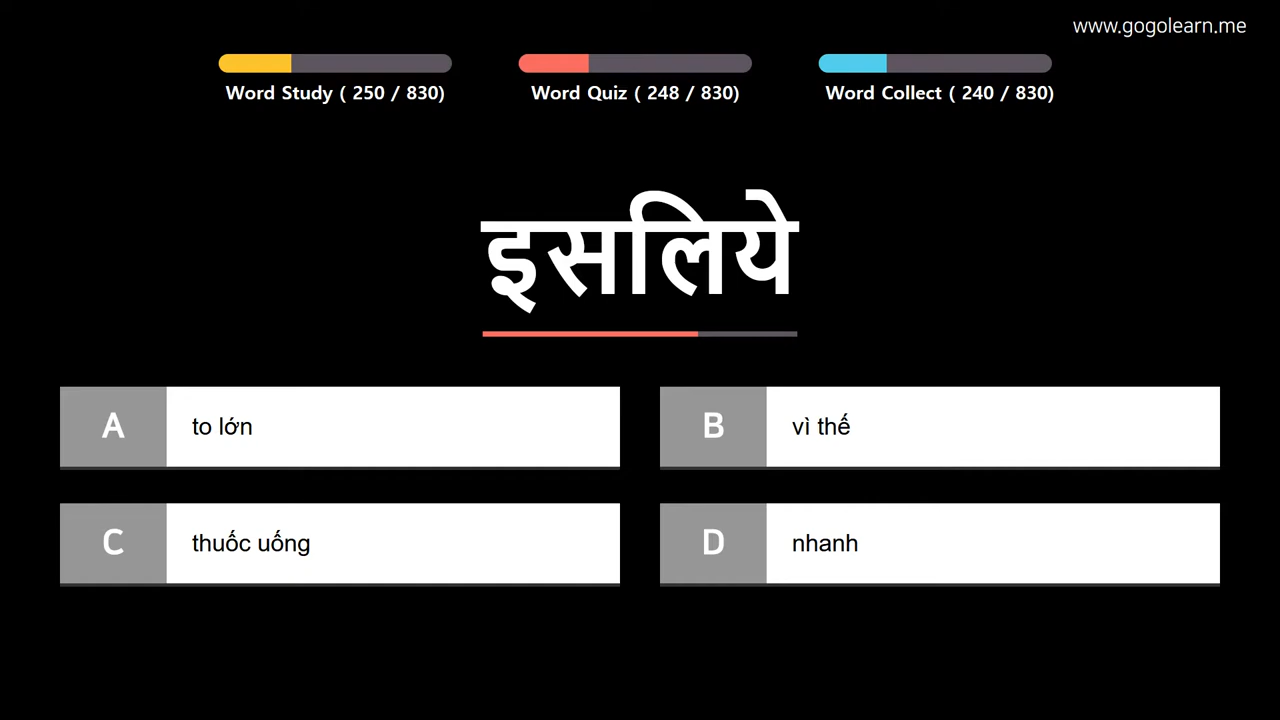 www.gogolearn.me
Word Study ( 250 / 830)
Word Quiz ( 248 / 830)
Word Collect ( 240 / 830)
इसलिये
A to lớn
B vì thế
C thuốc uống
D nhanh